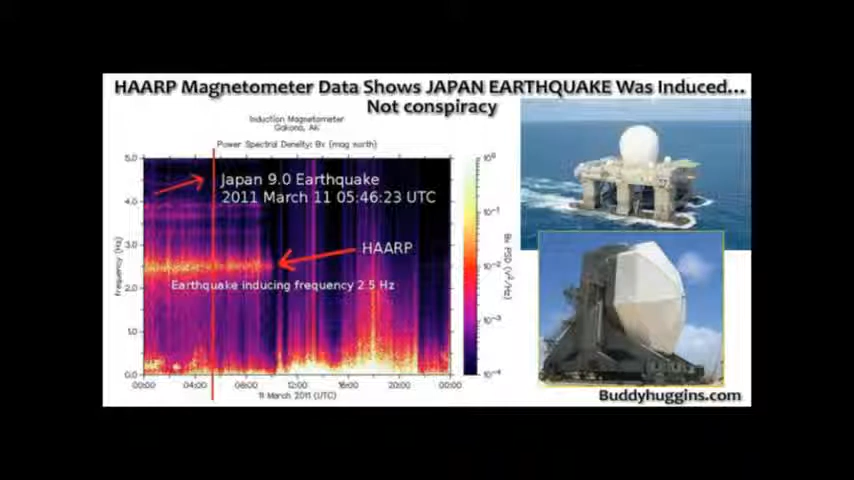 HAARP Magnetometer Data Shows JAPAN EARTHQUAKE Was Induced...
Not conspiracy
Induction Magnetometer
Gakona, AK
Power Spectral Density: Bx (mag north)
5.0
4.0
3.0
2.0
1.0
0.0
frequency (Hz)
Japan 9.0 Earthquake
2011 March 11 05:46:23 UTC
HAARP
Earthquake inducing frequency 2.5 Hz
00:00 04:00 08:00 12:00 16:00 20:00 00:00
11 March 2011 (UTC)
10⁰
10⁻¹
10⁻²
10⁻³
10⁻⁴
Bx PSD (V²/Hz)
Buddyhuggins.com